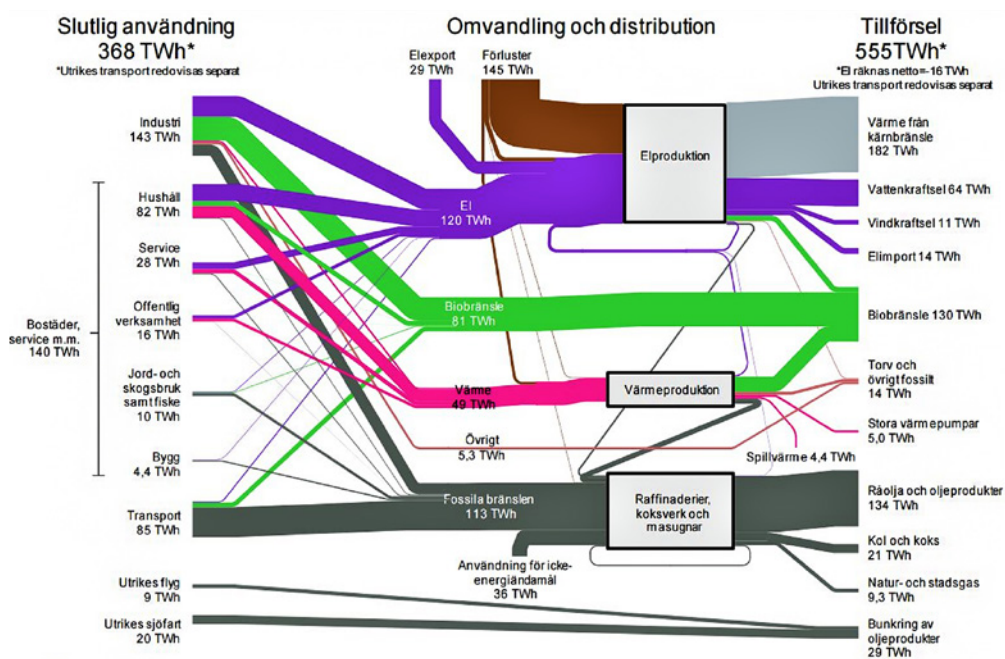 Slutlig användning
368 TWh*
*Utrikes transport redovisas separat
Omvandling och distribution
Tillförsel
555TWh*
*El räknas netto=-16 TWh
Utrikes transport redovisas separat
Elexport
29 TWh
Förluster
145 TWh
Industri
143 TWh
Hushåll
82 TWh
Service
28 TWh
Offentlig
verksamhet
16 TWh
Bostäder,
service m.m.
140 TWh
Jord- och
skogsbruk
samt fiske
10 TWh
Bygg
4,4 TWh
Transport
85 TWh
Utrikes flyg
9 TWh
Utrikes sjöfart
20 TWh
El
120 TWh
Biobränsle
81 TWh
Värme
49 TWh
Övrigt
5,3 TWh
Fossila bränslen
113 TWh
Användning för icke-
energiändamål
36 TWh
Elproduktion
Värmeproduktion
Raffinaderier,
koksverk och
masugnar
Värme från
kärnbränsle
182 TWh
Vattenkraftsel 64 TWh
Vindkraftsel 11 TWh
Elimport 14 TWh
Biobränsle 130 TWh
Torv och
övrigt fossilt
14 TWh
Stora värmepumpar
5,0 TWh
Spillvärme 4,4 TWh
Råolja och oljeprodukter
134 TWh
Kol och koks
21 TWh
Natur- och stadsgas
9,3 TWh
Bunkring av
oljeprodukter
29 TWh